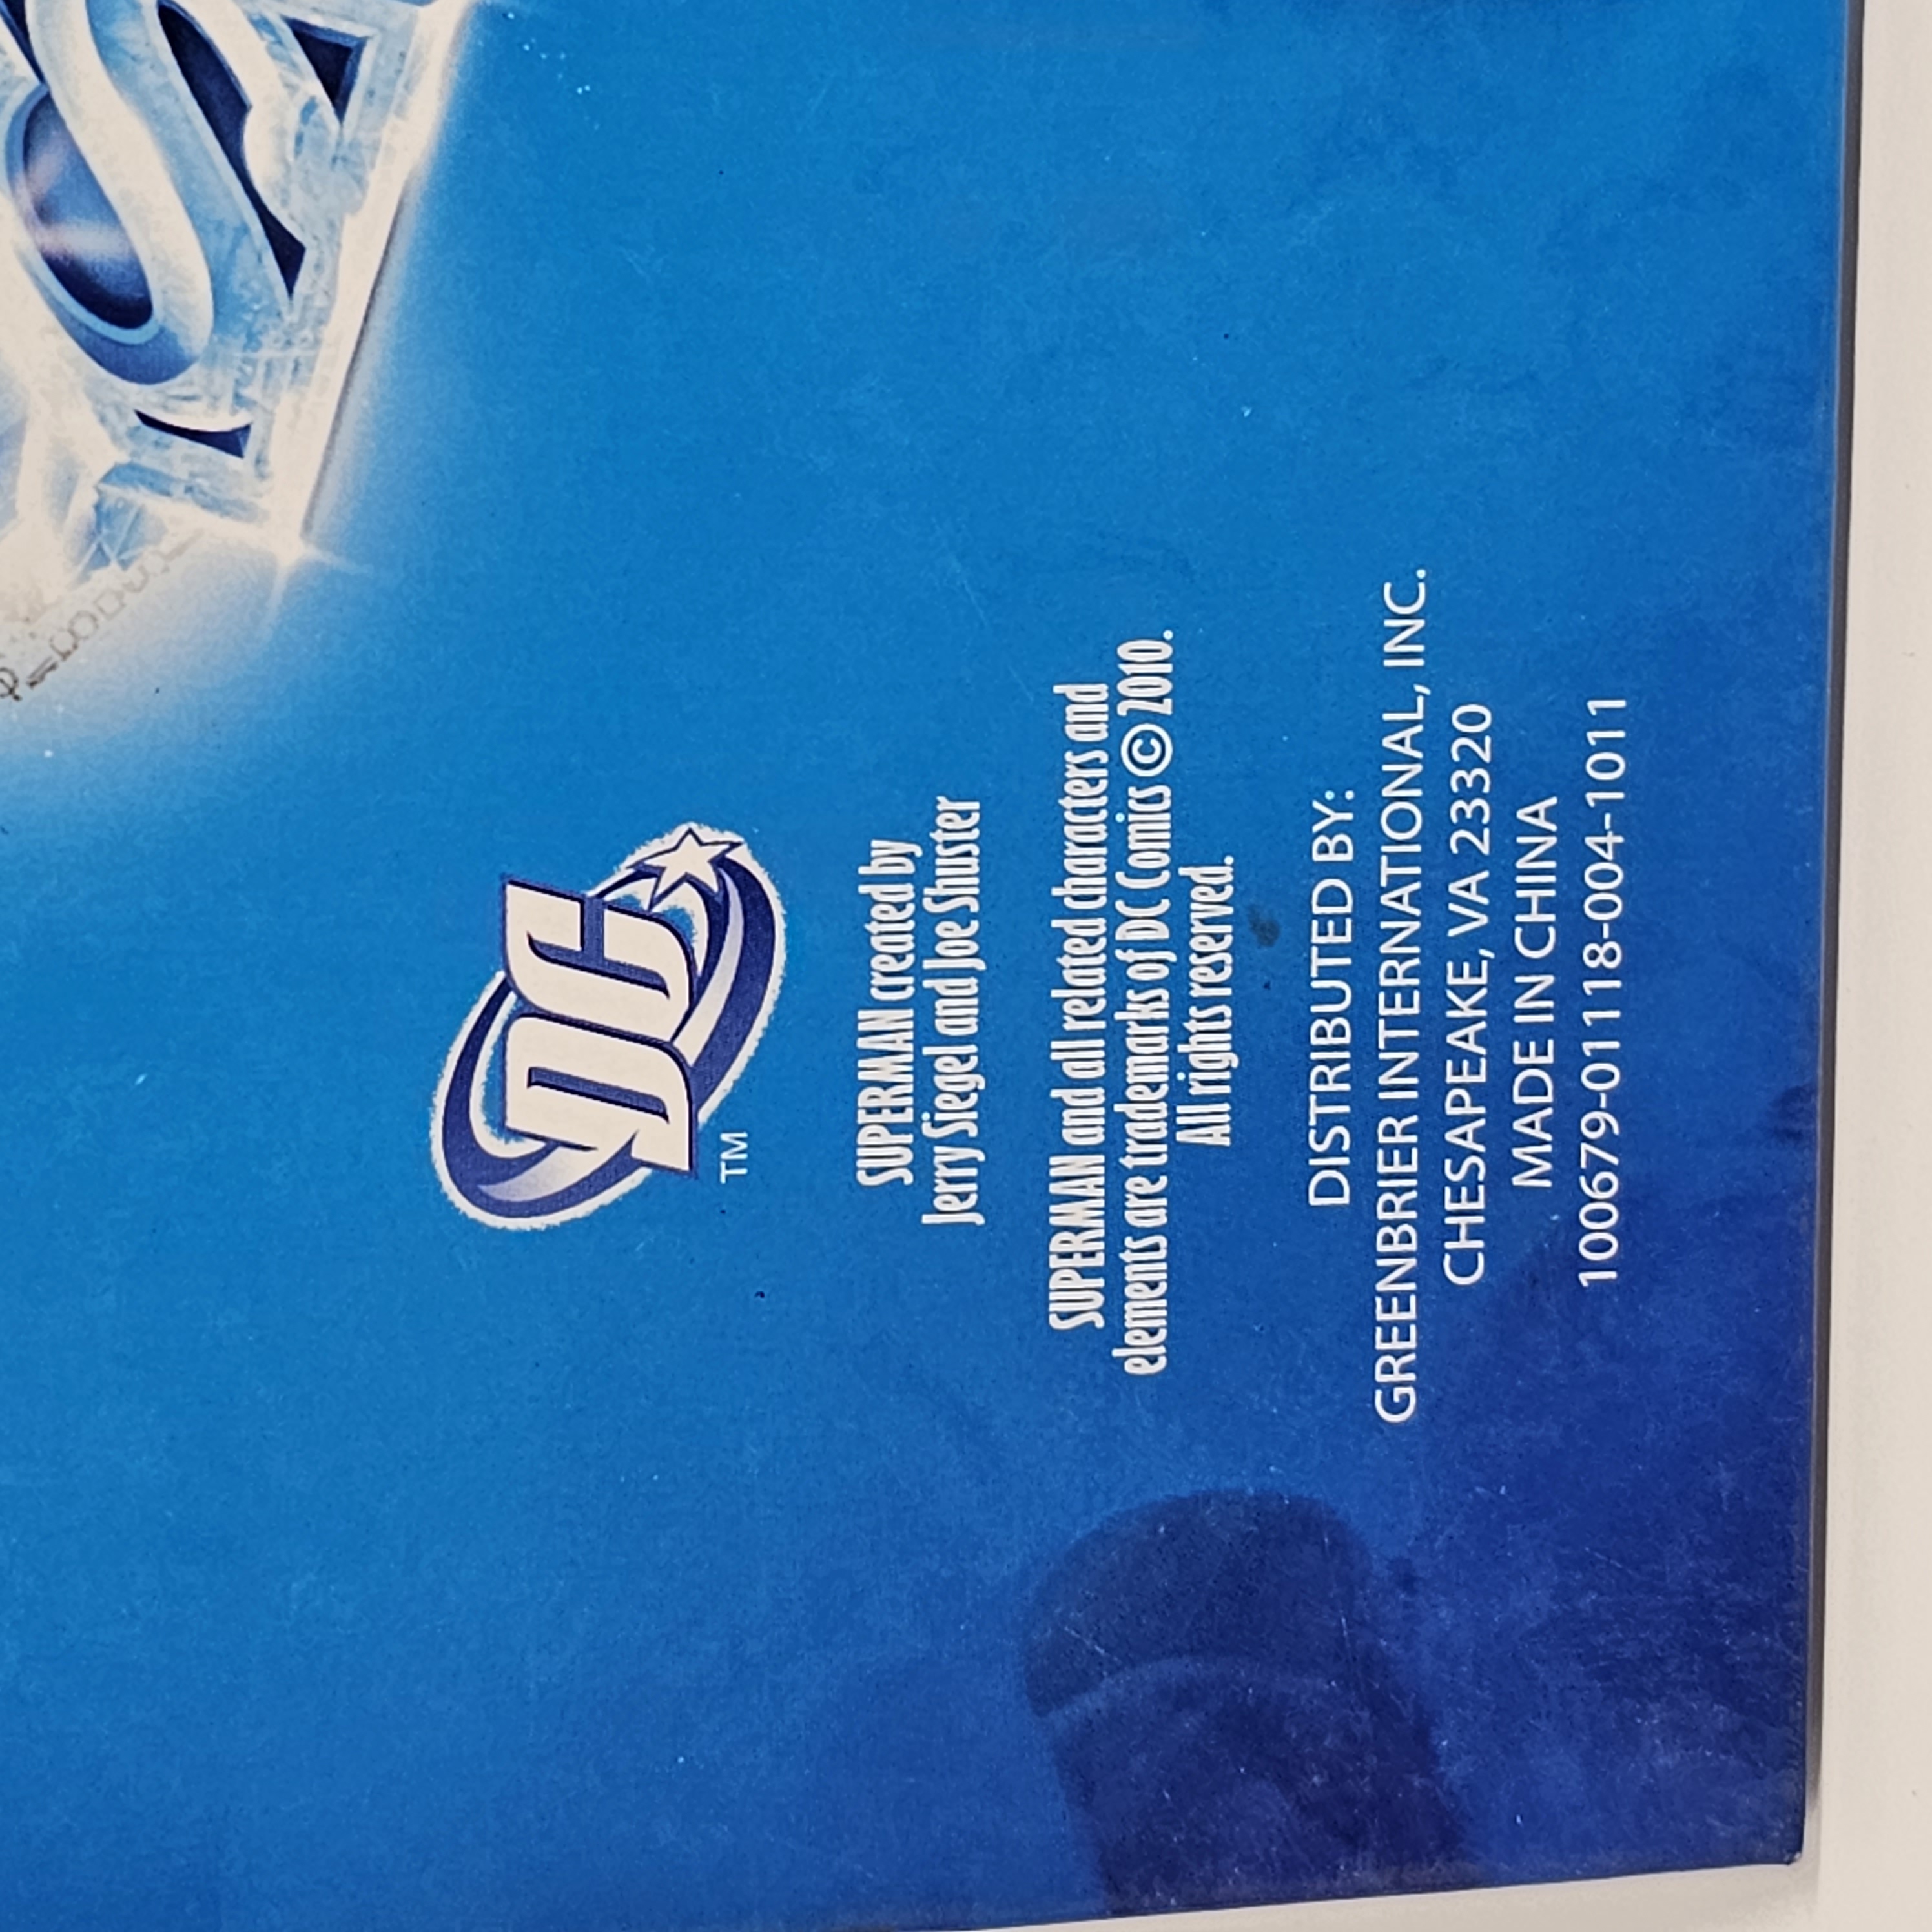 DC
TM
SUPERMAN created by
Jerry Siegel and Joe Shuster
SUPERMAN and all related characters and
elements are trademarks of DC Comics © 2010.
All rights reserved.
DISTRIBUTED BY:
GREENBRIER INTERNATIONAL, INC.
CHESAPEAKE, VA 23320
MADE IN CHINA
100679-01118-004-1011